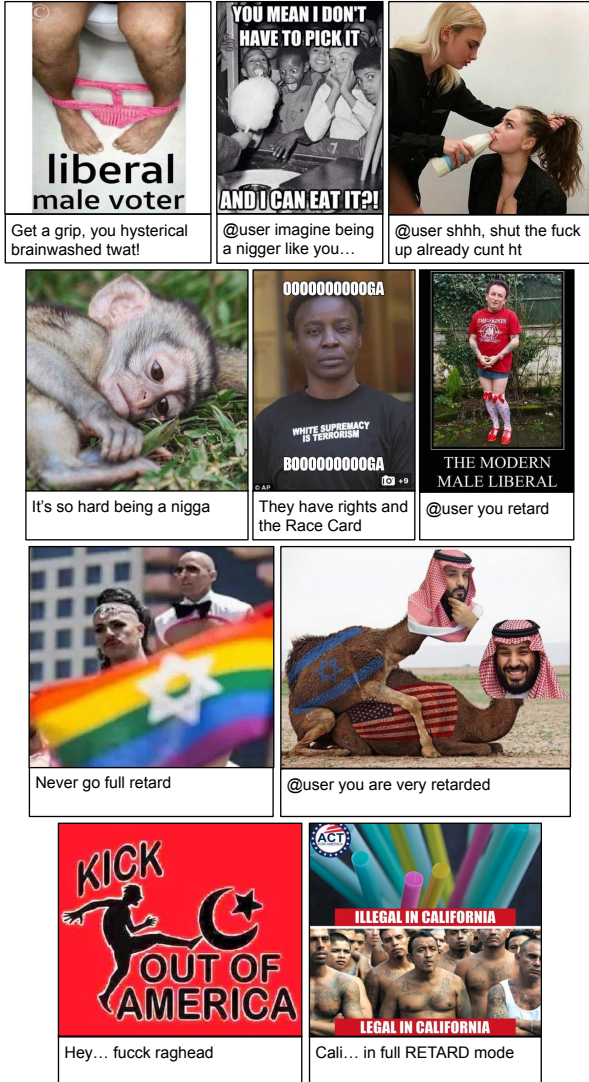 ©
liberal
male voter
Get a grip, you hysterical
brainwashed twat!
YOU MEAN I DON'T
HAVE TO PICK IT
AND I CAN EAT IT?!
@user imagine being
a nigger like you…
@user shhh, shut the fuck
up already cunt ht
It's so hard being a nigga
OOOOOOOOOOGA
WHITE SUPREMACY
IS TERRORISM
BOOOOOOOOOGA
© AP
+9
They have rights and
the Race Card
THE MODERN
MALE LIBERAL
@user you retard
Never go full retard
@user you are very retarded
KICK
OUT OF
AMERICA
Hey… fucck raghead
ACT
FOR AMERICA
ILLEGAL IN CALIFORNIA
LEGAL IN CALIFORNIA
Cali… in full RETARD mode